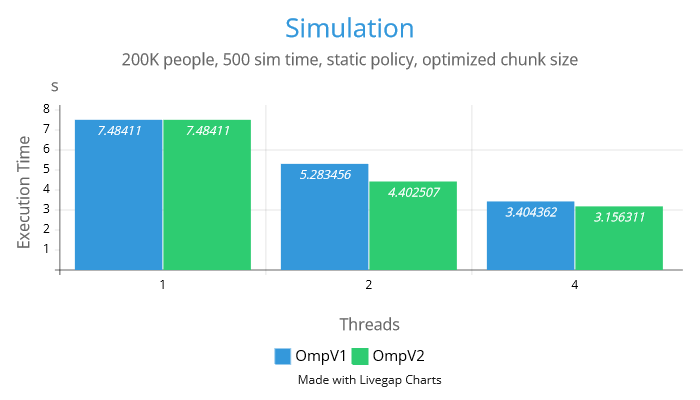 Simulation
200K people, 500 sim time, static policy, optimized chunk size
s
8
7
6
5
4
3
2
1
Execution Time
7.48411 7.48411
5.283456 4.402507
3.404362 3.156311
1 2 4
Threads
OmpV1 OmpV2
Made with Livegap Charts